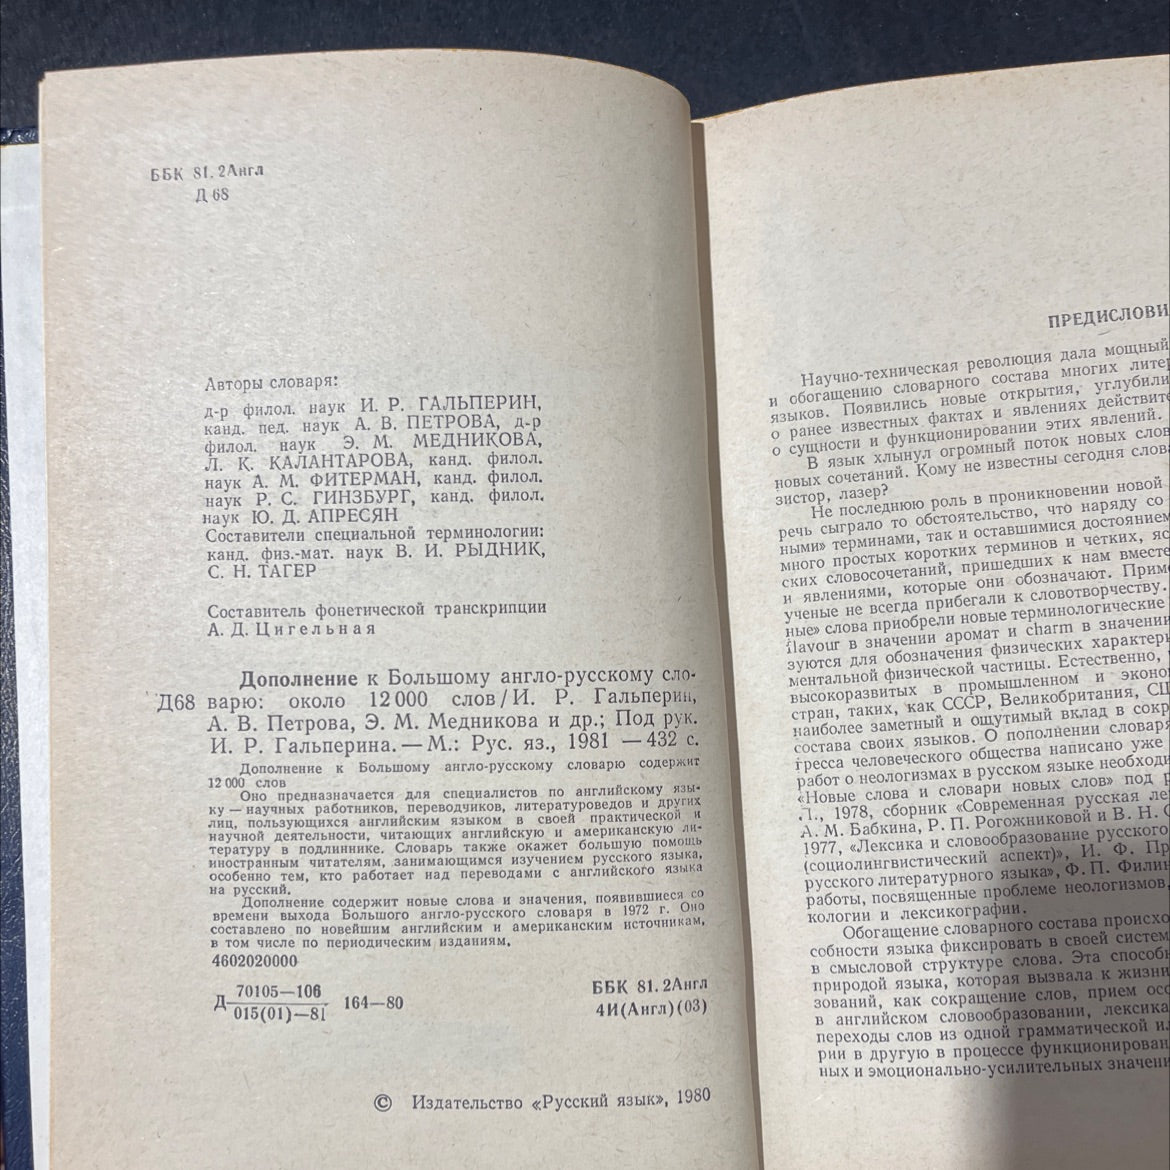 ББК 81.2Англ
Д 68
Авторы словаря:
д-р филол. наук И. Р. ГАЛЬПЕРИН,
канд. пед. наук А. В. ПЕТРОВА, д-р
филол. наук Э. М. МЕДНИКОВА,
Л. К. КАЛАНТАРОВА, канд. филол.
наук А. М. ФИТЕРМАН, канд. филол.
наук Р. С. ГИНЗБУРГ, канд. филол.
наук Ю. Д. АПРЕСЯН
Составители специальной терминологии:
канд. физ.-мат. наук В. И. РЫДНИК,
С. Н. ТАГЕР
Составитель фонетической транскрипции
А. Д. Цигельная
Дополнение к Большому англо-русскому сло-
Д68 варю: около 12 000 слов/И. Р. Гальперин,
А. В. Петрова, Э. М. Медникова и др.; Под рук.
И. Р. Гальперина. — М.: Рус. яз., 1981 — 432 с.
Дополнение к Большому англо-русскому словарю содержит
12 000 слов
Оно предназначается для специалистов по английскому язы-
ку — научных работников, переводчиков, литературоведов и других
лиц, пользующихся английским языком в своей практической и
научной деятельности, читающих английскую и американскую ли-
тературу в подлиннике. Словарь также окажет большую помощь
иностранным читателям, занимающимся изучением русского языка,
особенно тем, кто работает над переводами с английского языка
на русский.
Дополнение содержит новые слова и значения, появившиеся со
времени выхода Большого англо-русского словаря в 1972 г. Оно
составлено по новейшим английским и американским источникам,
в том числе по периодическим изданиям.
4602020000
Д 70105—106
015(01)—81 164—80
ББК 81.2Англ
4И(Англ)(03)
© Издательство «Русский язык», 1980
ПРЕДИСЛОВИ
Научно-техническая революция дала мощный
и обогащению словарного состава многих литер
языков. Появились новые открытия, углубили
о ранее известных фактах и явлениях действите
о сущности и функционировании этих явлений.
В язык хлынул огромный поток новых слов
новых сочетаний. Кому не известны сегодня слова
зистор, лазер?
Не последнюю роль в проникновении новой
речь сыграло то обстоятельство, что наряду со
ными» терминами, так и оставшимися достоянием
много простых коротких терминов и четких, яс
ских словосочетаний, пришедших к нам вместе
и явлениями, которые они обозначают. Приме
ученые не всегда прибегали к словотворчеству.
ные» слова приобрели новые терминологические
flavour в значении аромат и charm в значении
зуются для обозначения физических характери
ментальной физической частицы. Естественно,
высокоразвитых в промышленном и эконо
стран, таких, как СССР, Великобритания, СШ
наиболее заметный и ощутимый вклад в сокр
состава своих языков. О пополнении словаря
гресса человеческого общества написано уже
работ о неологизмах в русском языке необходи
«Новые слова и словари новых слов» под р
Л., 1978, сборник «Современная русская ле
А. М. Бабкина, Р. П. Рогожниковой и В. Н.
1977, «Лексика и словообразование русского
(социолингвистический аспект)», И. Ф. Пр
русского литературного языка», Ф. П. Филин
работы, посвященные проблеме неологизмов,
кологии и лексикографии.
Обогащение словарного состава происхо
собности языка фиксировать в своей систем
в смысловой структуре слова. Эта способн
природой языка, которая вызвала к жизни
зований, как сокращение слов, прием осо
в английском словообразовании, лексика
переходы слов из одной грамматической и
рии в другую в процессе функционирован
ных и эмоционально-усилительных значени